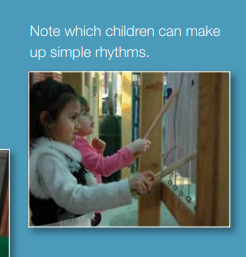 Note which children can make
up simple rhythms.